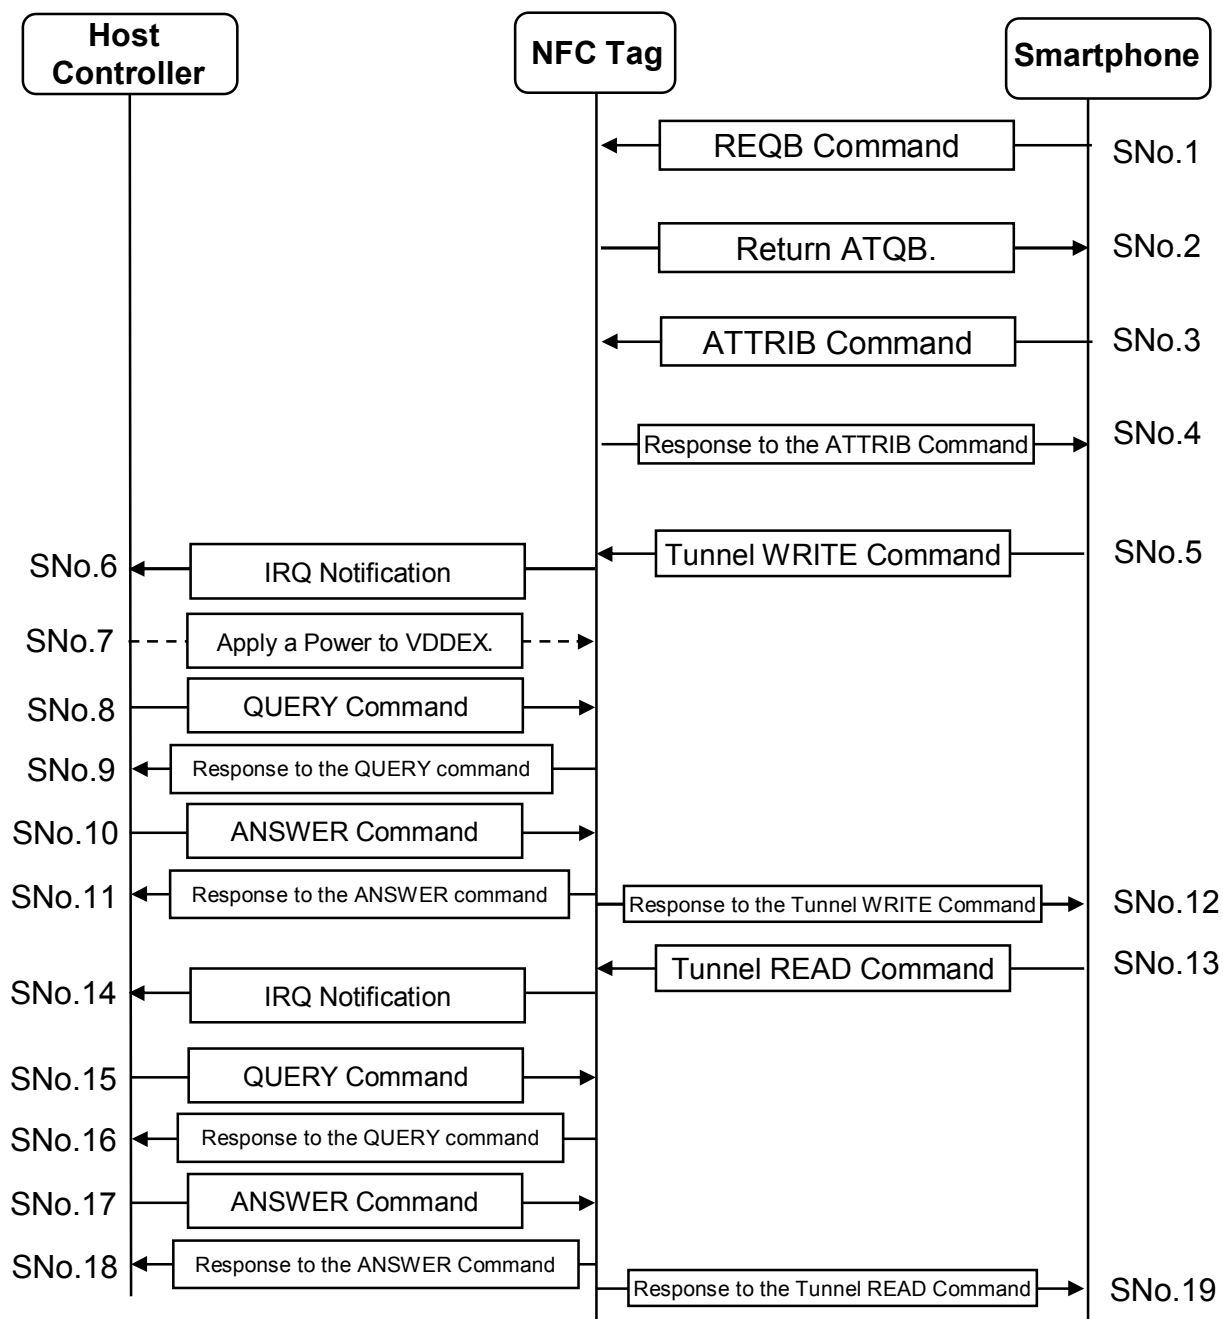 Host
Controller
NFC Tag
Smartphone
REQB Command
SNo.1
Return ATQB.
SNo.2
ATTRIB Command
SNo.3
Response to the ATTRIB Command
SNo.4
Tunnel WRITE Command
SNo.5
SNo.6
IRQ Notification
SNo.7
Apply a Power to VDDEX.
SNo.8
QUERY Command
SNo.9
Response to the QUERY command
SNo.10
ANSWER Command
SNo.11
Response to the ANSWER command
Response to the Tunnel WRITE Command
SNo.12
Tunnel READ Command
SNo.13
SNo.14
IRQ Notification
SNo.15
QUERY Command
SNo.16
Response to the QUERY command
SNo.17
ANSWER Command
SNo.18
Response to the ANSWER Command
Response to the Tunnel READ Command
SNo.19